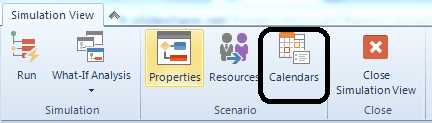 Simulation View
Run
What-If Analysis
Properties
Resources
Calendars
Close
Simulation View
Simulation
Scenario
Close